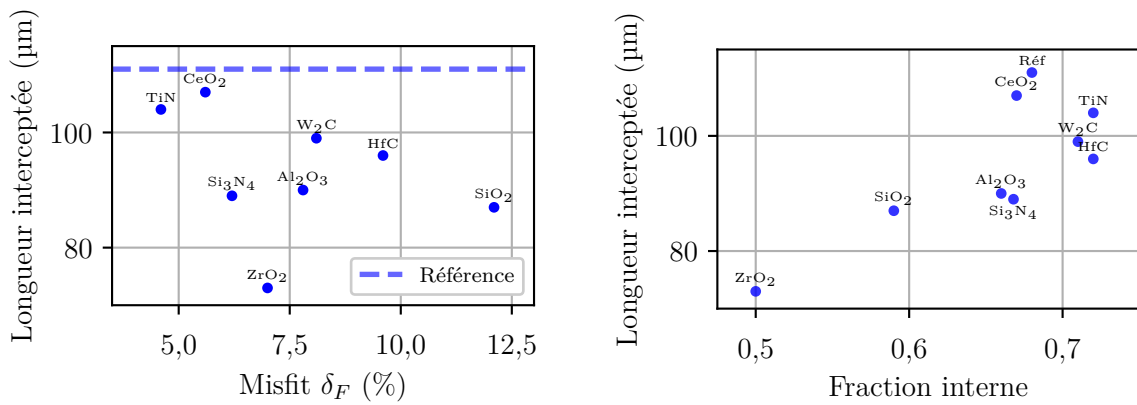 Longueur interceptée (µm)
100
80
CeO₂
TiN
W₂C
HfC
Si₃N₄
Al₂O₃
SiO₂
ZrO₂
Référence
5,0 7,5 10,0 12,5
Misfit δ_F (%)
Longueur interceptée (µm)
100
80
Réf
CeO₂
TiN
W₂C
HfC
Al₂O₃
Si₃N₄
SiO₂
ZrO₂
0,5 0,6 0,7
Fraction interne